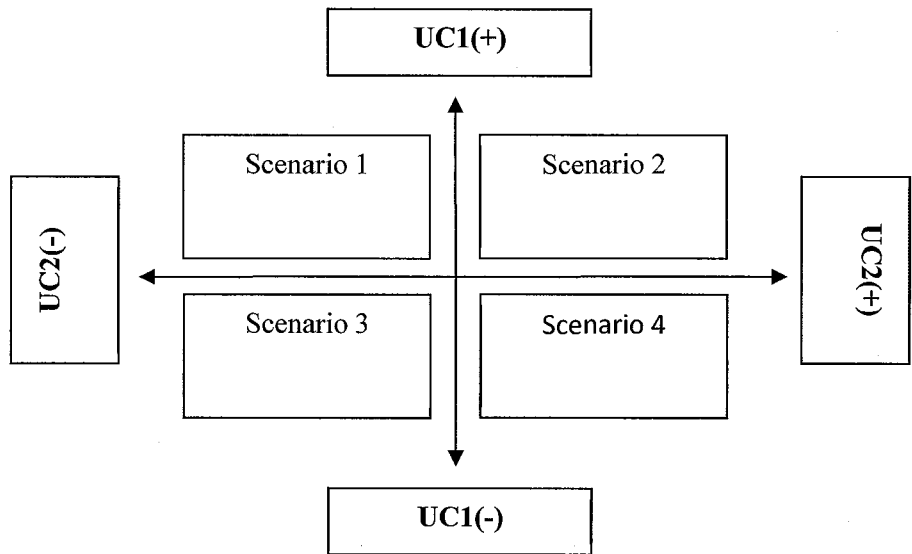 UC1(+)
Scenario 1
Scenario 2
UC2(-)
UC2(+)
Scenario 3
Scenario 4
UC1(-)